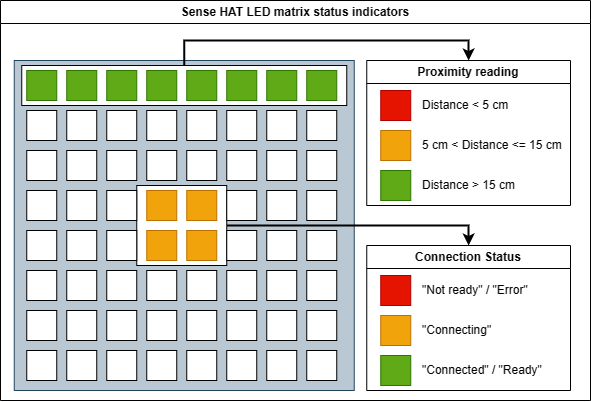 Sense HAT LED matrix status indicators
Proximity reading
Distance < 5 cm
5 cm < Distance <= 15 cm
Distance > 15 cm
Connection Status
"Not ready" / "Error"
"Connecting"
"Connected" / "Ready"